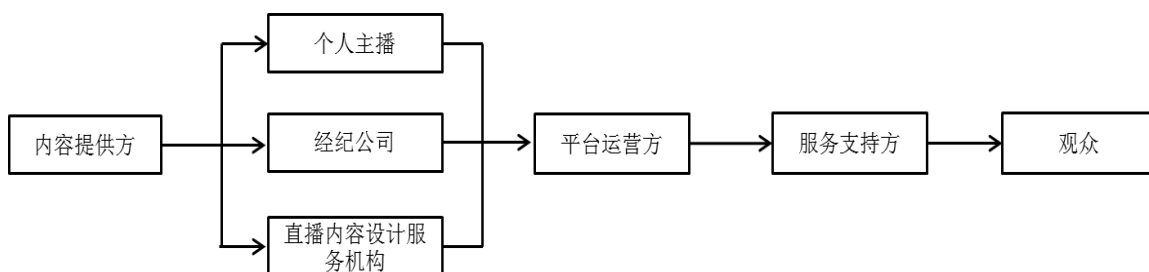 内容提供方
个人主播
经纪公司
直播内容设计服
务机构
平台运营方
服务支持方
观众